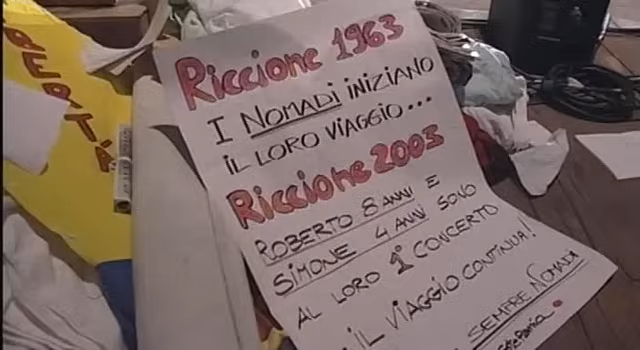 Riccione 1963
I NOMADI INIZIANO
IL LORO VIAGGIO...
Riccione 2003
ROBERTO 8 ANNI E
SIMONE 4 ANNI SONO
AL LORO 1° CONCERTO
IL VIAGGIO CONTINUA!
SEMPRE NOMADI
BERTÀ